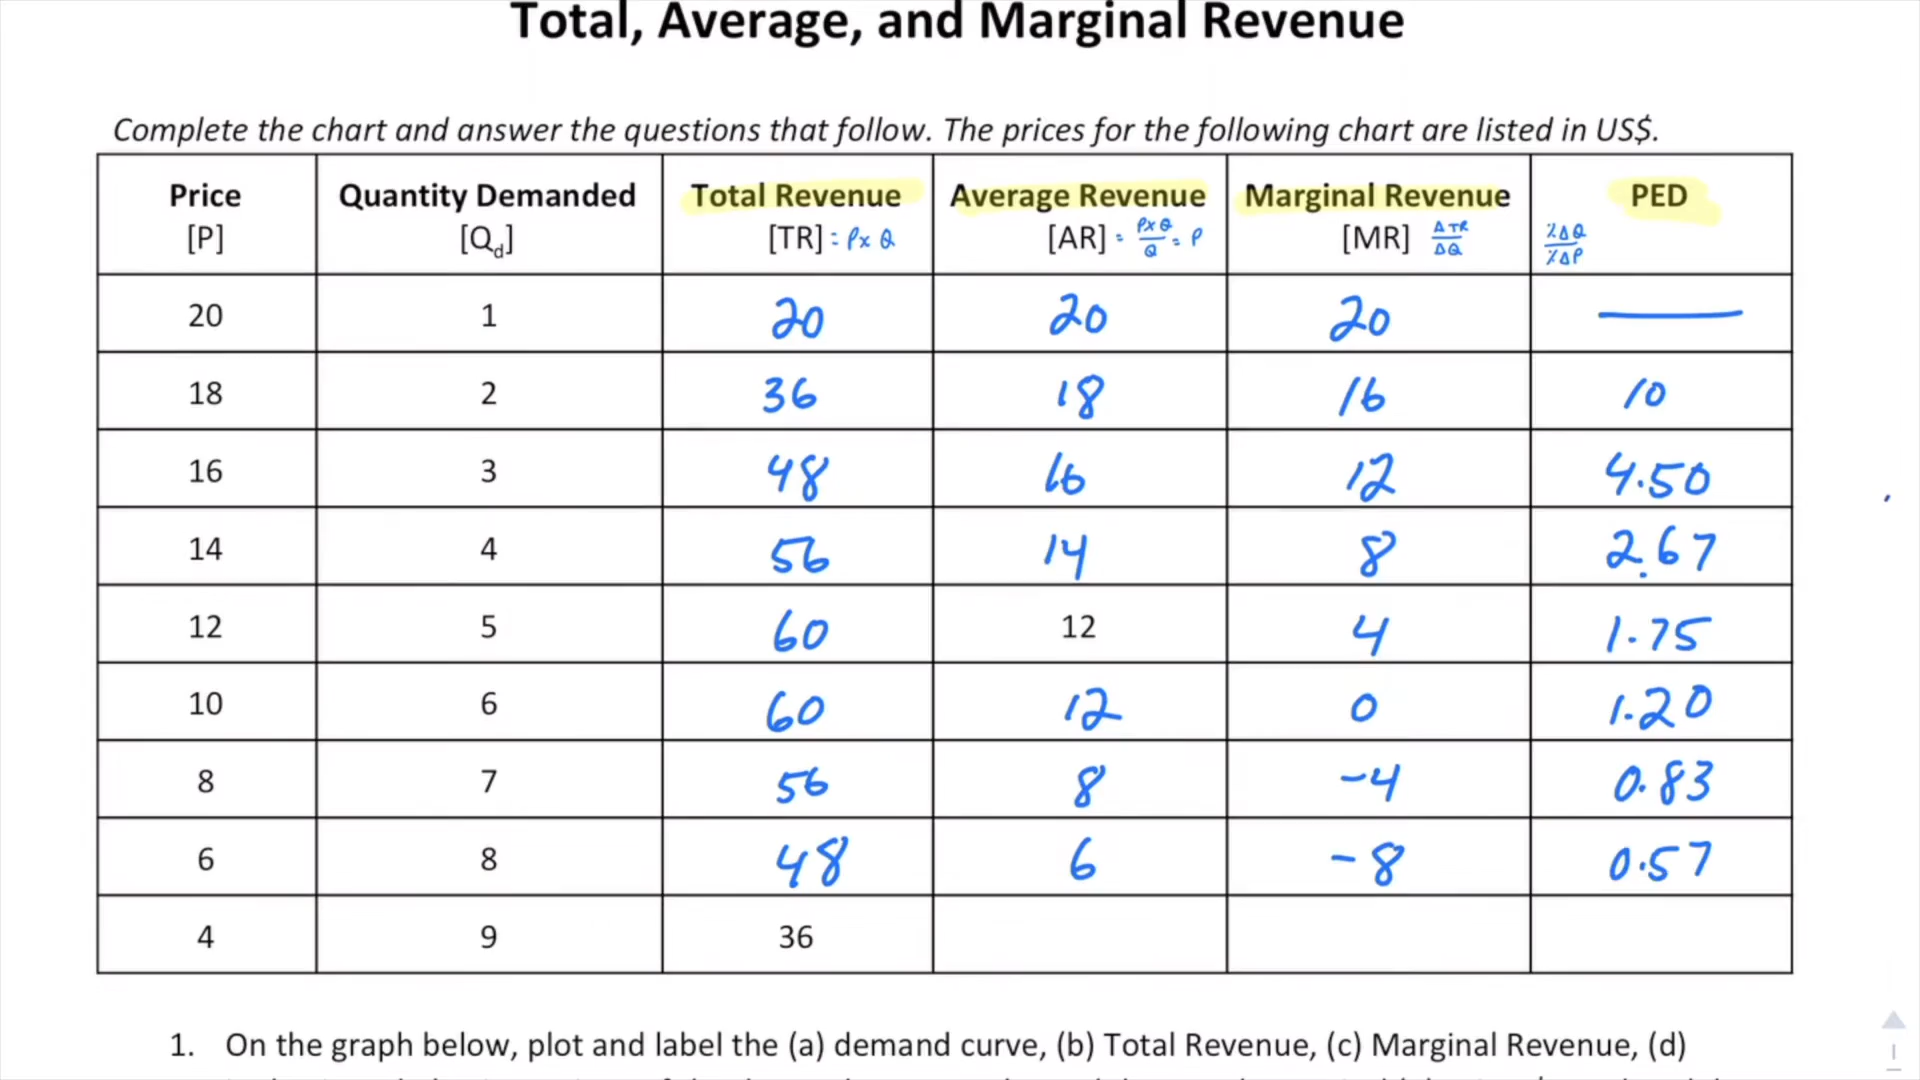 Total, Average, and Marginal Revenue
Complete the chart and answer the questions that follow. The prices for the following chart are listed in US$.
Price Quantity Demanded Total Revenue Average Revenue Marginal Revenue PED
[P] [Qd] [TR] = P x Q [AR] = P x Q / Q = P [MR] ΔTR / ΔQ %ΔQ / %ΔP
20 1 20 20 20 —
18 2 36 18 16 10
16 3 48 16 12 4.50
14 4 56 14 8 2.67
12 5 60 12 4 1.75
10 6 60 12 0 1.20
8 7 56 8 -4 0.83
6 8 48 6 -8 0.57
4 9 36
1. On the graph below, plot and label the (a) demand curve, (b) Total Revenue, (c) Marginal Revenue, (d)